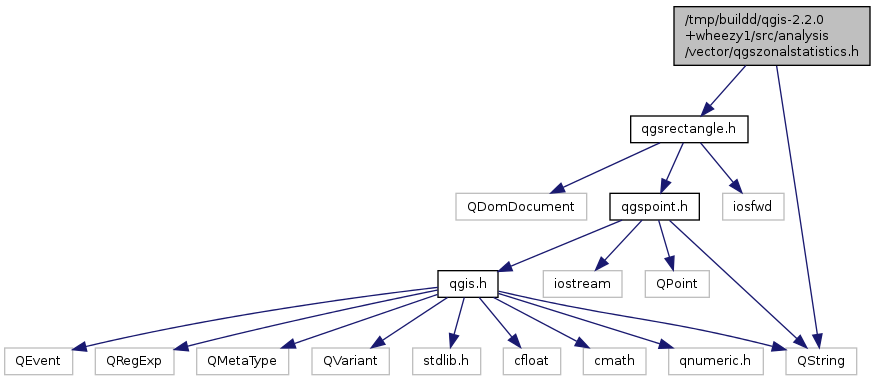 /tmp/buildd/qgis-2.2.0
+wheezy1/src/analysis
/vector/qgszonalstatistics.h
qgsrectangle.h
QDomDocument
qgspoint.h
iosfwd
qgis.h
iostream
QPoint
QEvent
QRegExp
QMetaType
QVariant
stdlib.h
cfloat
cmath
qnumeric.h
QString